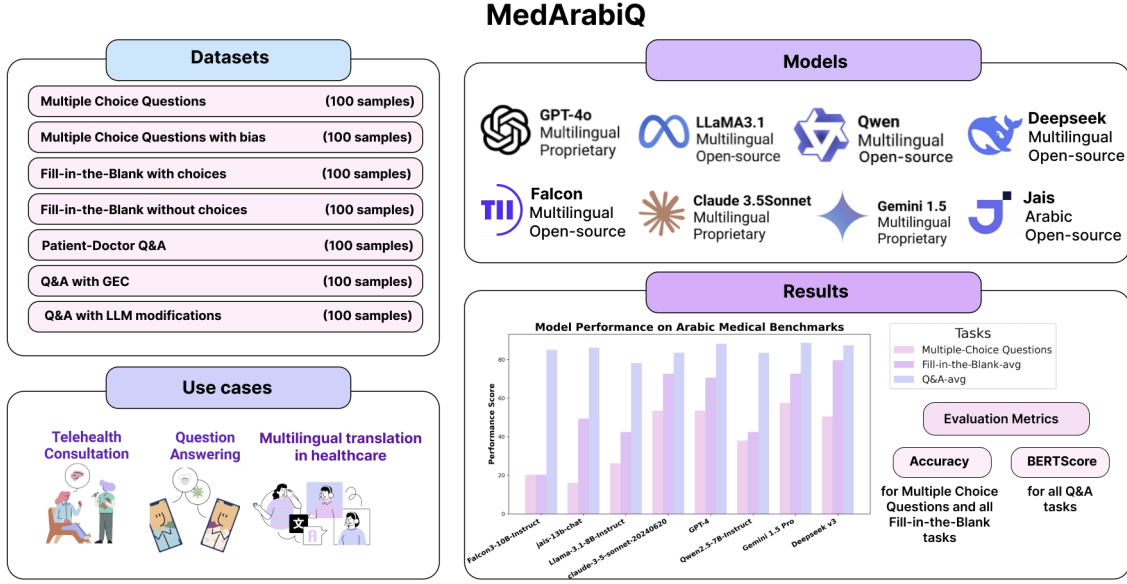 MedArabiQ
Datasets
Multiple Choice Questions (100 samples)
Multiple Choice Questions with bias (100 samples)
Fill-in-the-Blank with choices (100 samples)
Fill-in-the-Blank without choices (100 samples)
Patient-Doctor Q&A (100 samples)
Q&A with GEC (100 samples)
Q&A with LLM modifications (100 samples)
Use cases
Telehealth
Consultation
Question
Answering
Multilingual translation
in healthcare
文
A
Models
GPT-4o
Multilingual
Proprietary
LLaMA3.1
Multilingual
Open-source
Qwen
Multilingual
Open-source
Deepseek
Multilingual
Open-source
TII
Falcon
Multilingual
Open-source
Claude 3.5Sonnet
Multilingual
Proprietary
Gemini 1.5
Multilingual
Proprietary
Jais
Arabic
Open-source
Results
Model Performance on Arabic Medical Benchmarks
Performance Score
80
60
40
20
0
Falcon3-10B-Instruct
jais-13b-chat
Llama-3.1-8B-Instruct
claude-3-5-sonnet-20240620
GPT-4
Qwen2.5-7B-Instruct
Gemini 1.5 Pro
Deepseek v3
Tasks
Multiple-Choice Questions
Fill-in-the-Blank-avg
Q&A-avg
Evaluation Metrics
Accuracy
for Multiple Choice
Questions and all
Fill-in-the-Blank
tasks
BERTScore
for all Q&A
tasks